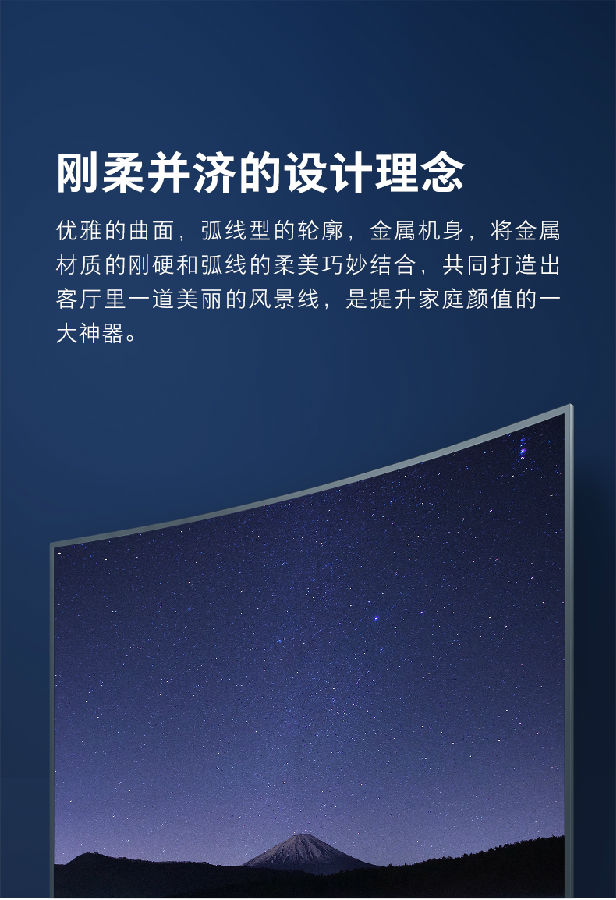 刚柔并济的设计理念
优雅的曲面，弧线型的轮廓，金属机身，将金属
材质的刚硬和弧线的柔美巧妙结合，共同打造出
客厅里一道美丽的风景线，是提升家庭颜值的一
大神器。